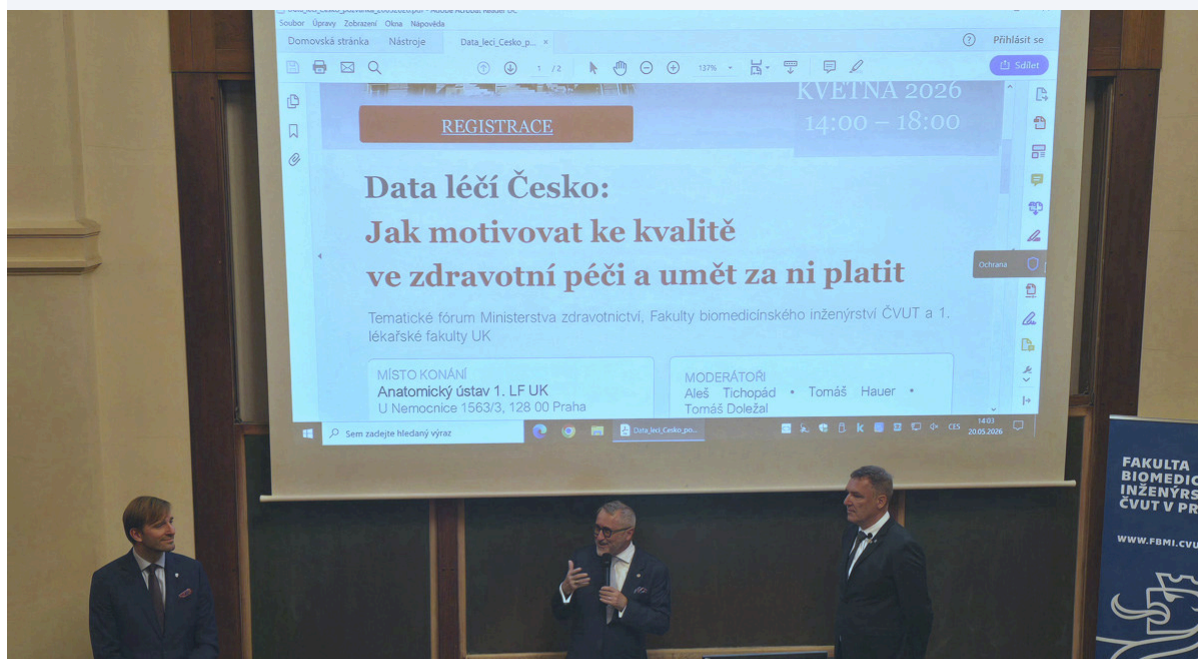 Soubor Úpravy Zobrazení Okna Nápověda
Domovská stránka Nástroje Data_leci_Cesko_p... × Přihlásit se
1 / 2 137% Sdílet
KVĚTNA 2026
14:00 – 18:00
REGISTRACE
Data léčí Česko:
Jak motivovat ke kvalitě
ve zdravotní péči a umět za ni platit
Ochrana
Tematické fórum Ministerstva zdravotnictví, Fakulty biomedicínského inženýrství ČVUT a 1.
lékařské fakulty UK
MÍSTO KONÁNÍ
Anatomický ústav 1. LF UK
U Nemocnice 1563/3, 128 00 Praha
MODERÁTOŘI
Aleš Tichopád • Tomáš Hauer •
Tomáš Doležal
Sem zadejte hledaný výraz
Data_leci_Cesko_po...
CES
14:03
20.05.2026
FAKULTA
BIOMEDIC
INŽENÝRS
ČVUT V PR
WWW.FBMI.CVU